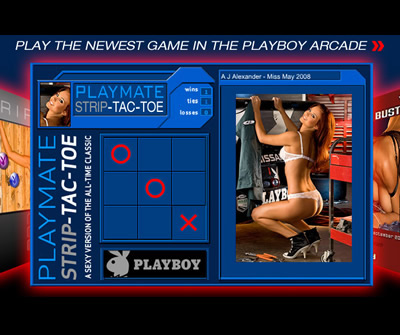 PLAY THE NEWEST GAME IN THE PLAYBOY ARCADE »
PLAYMATE
STRIP-TAC-TOE
wins
ties
losses
A J Alexander - Miss May 2008
PLAYMATE
STRIP-TAC-TOE
A SEXY VERSION OF THE ALL-TIME CLASSIC
PLAYBOY